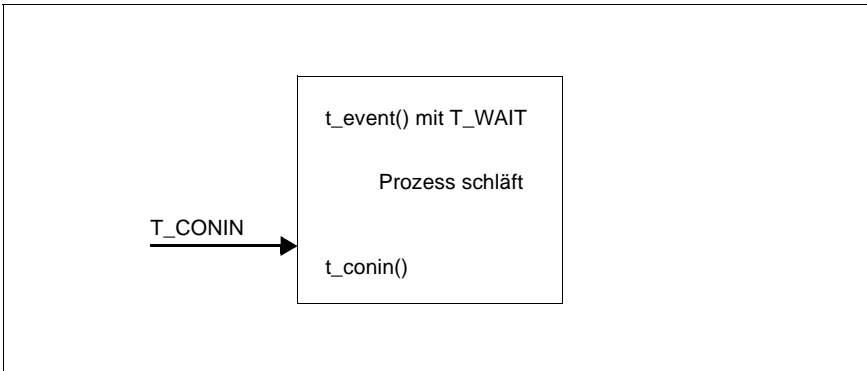 t_event() mit T_WAIT
Prozess schläft
T_CONIN
t_conin()